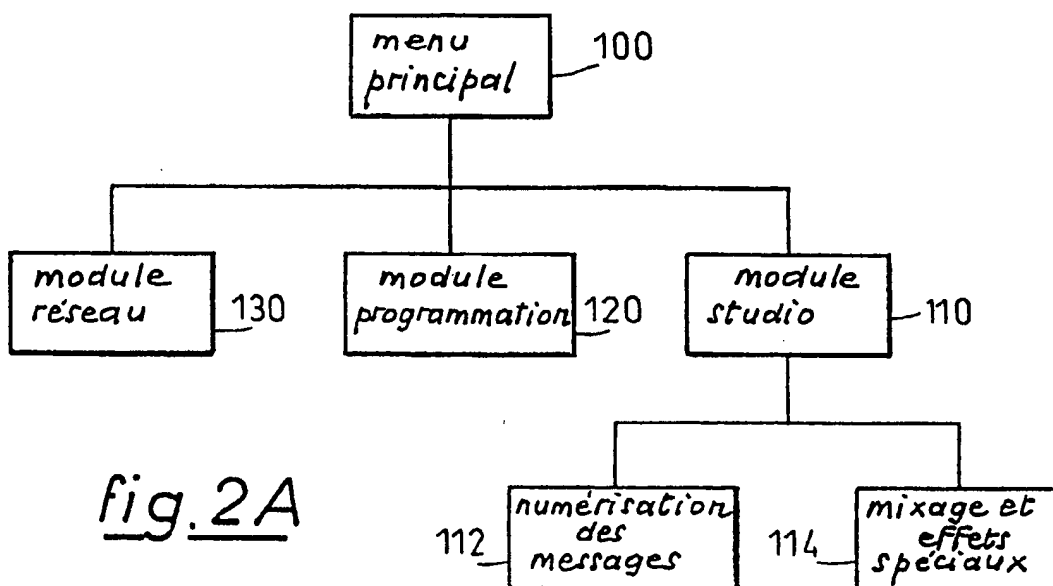 menu
principal
100
module
réseau
130
module
programmation
120
module
studio
110
fig. 2A
numérisation
des
messages
112
mixage et
effets
spéciaux
114